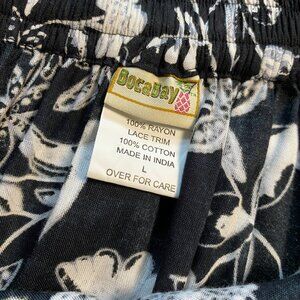 BocaBay
100% RAYON
LACE TRIM
100% COTTON
MADE IN INDIA
L
OVER FOR CARE